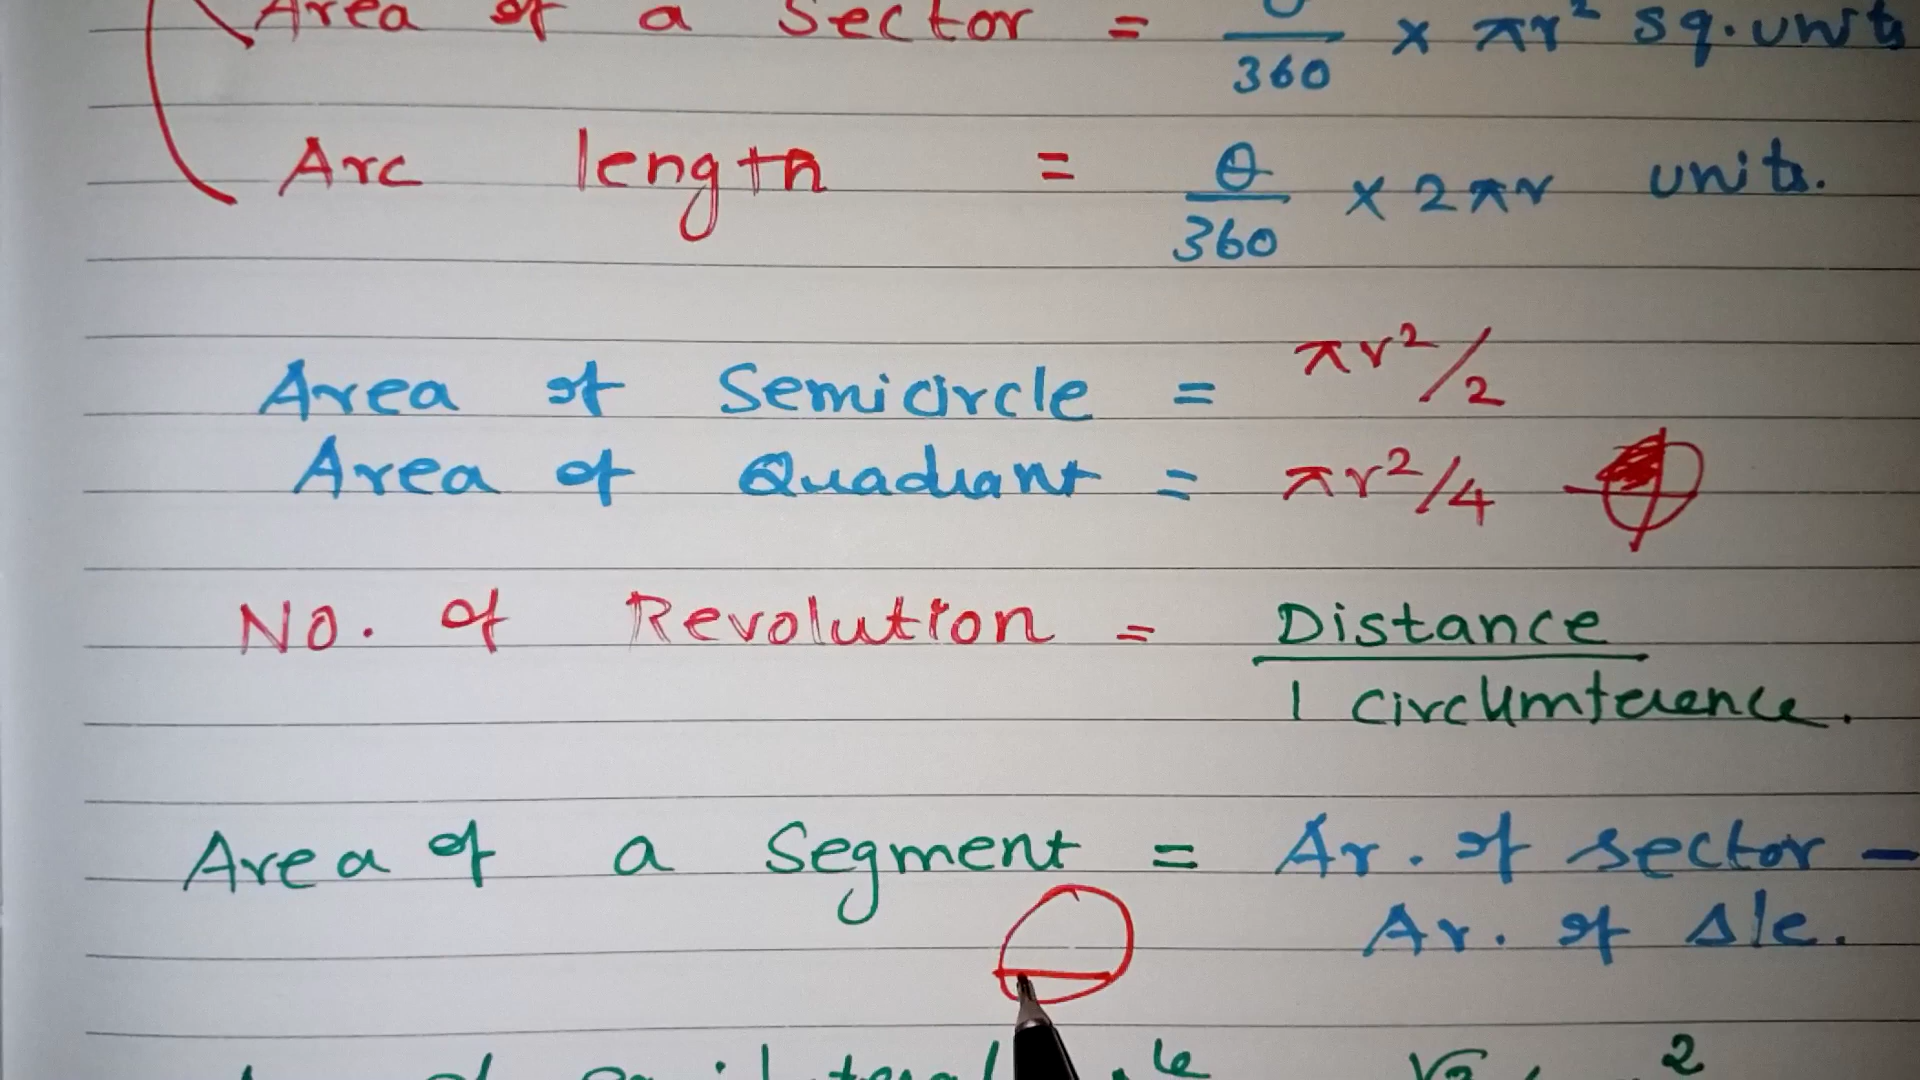 Area of a Sector = θ/360 × πr² sq.units
Arc length = θ/360 × 2πr units.
Area of Semicircle = πr²/2
Area of Quadrant = πr²/4
No. of Revolution = Distance / 1 circumference.
Area of a Segment = Ar. of sector –
Ar. of Δle.